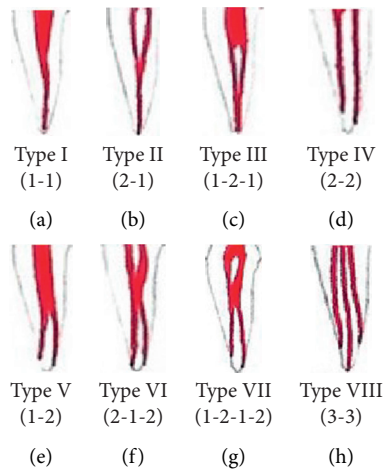 Type I Type II Type III Type IV
(1-1) (2-1) (1-2-1) (2-2)
(a) (b) (c) (d)
Type V Type VI Type VII Type VIII
(1-2) (2-1-2) (1-2-1-2) (3-3)
(e) (f) (g) (h)